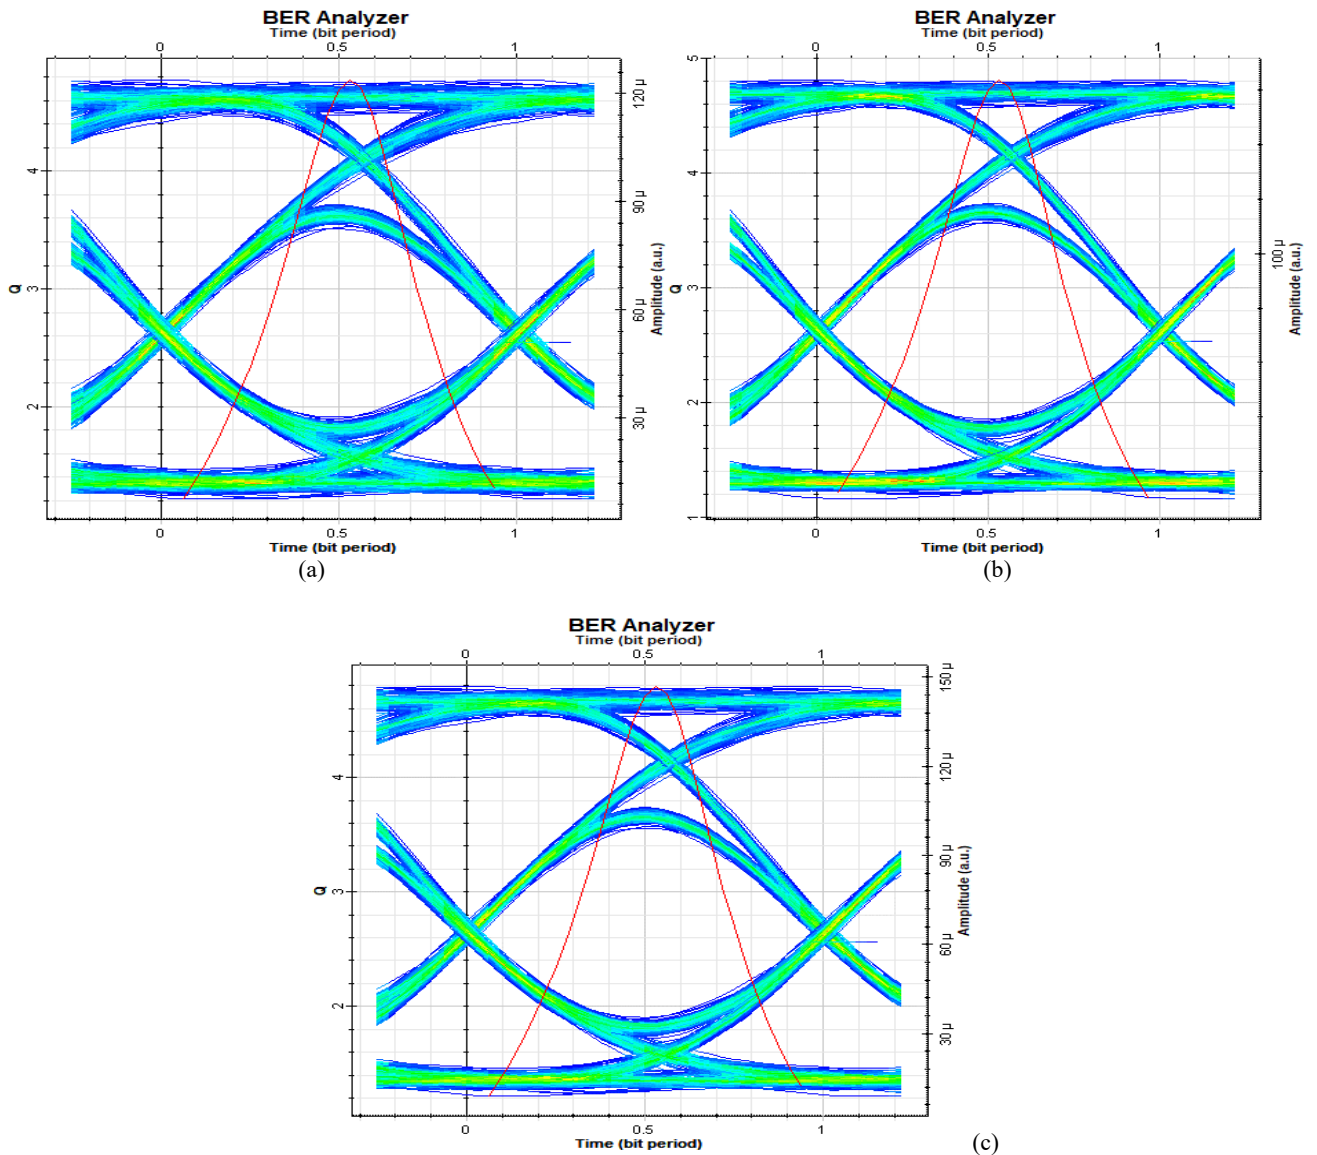 BER Analyzer
Time (bit period)
0 0.5 1
Q
4
3
2
120 µ
90 µ
60 µ
30 µ
Amplitude (a.u.)
0 0.5 1
Time (bit period)
(a)
BER Analyzer
Time (bit period)
0 0.5 1
Q
5
4
3
2
1
100 µ
Amplitude (a.u.)
0 0.5 1
Time (bit period)
(b)
BER Analyzer
Time (bit period)
0 0.5 1
Q
4
3
2
150 µ
120 µ
90 µ
60 µ
30 µ
Amplitude (a.u.)
0 0.5 1
Time (bit period)
(c)